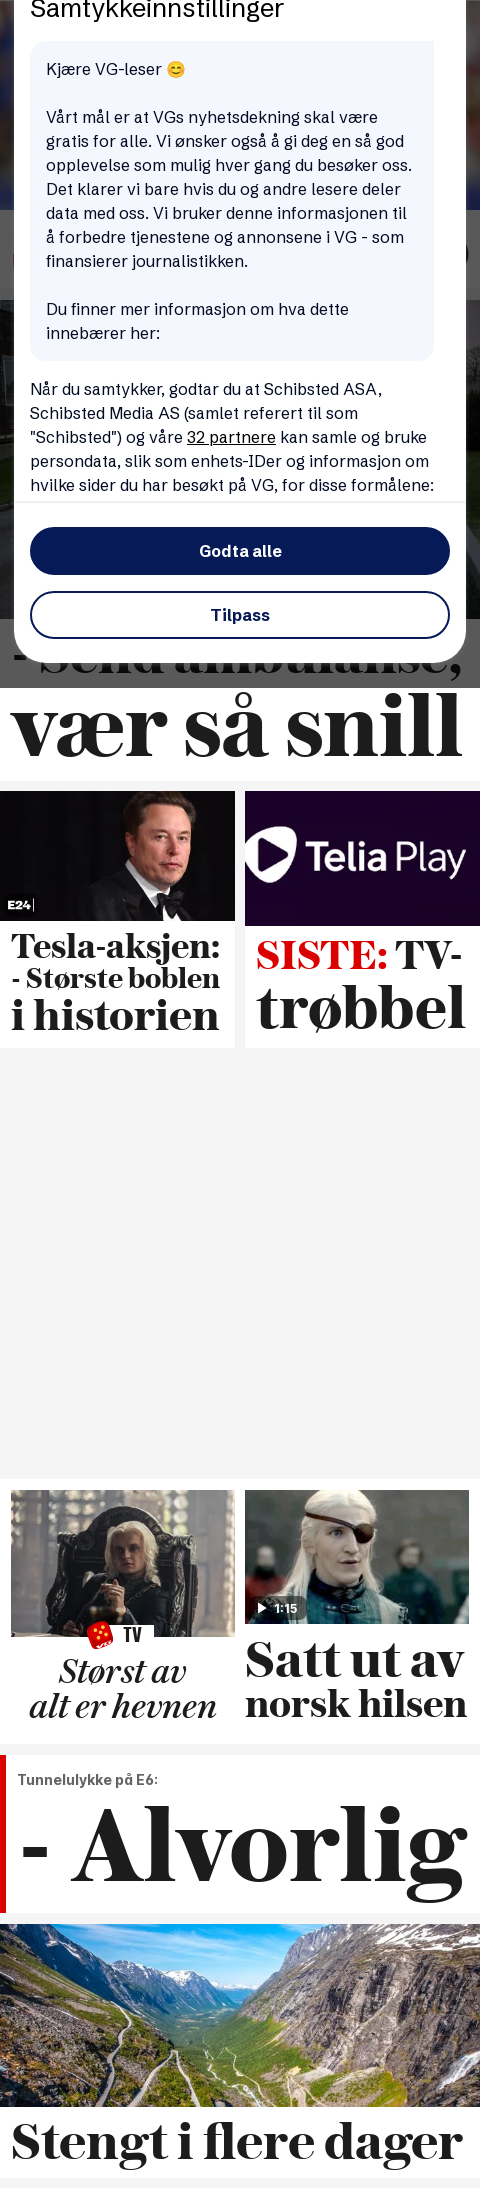 Samtykkeinnstillinger
Kjære VG-leser 😊
Vårt mål er at VGs nyhetsdekning skal være
gratis for alle. Vi ønsker også å gi deg en så god
opplevelse som mulig hver gang du besøker oss.
Det klarer vi bare hvis du og andre lesere deler
data med oss. Vi bruker denne informasjonen til
å forbedre tjenestene og annonsene i VG - som
finansierer journalistikken.
Du finner mer informasjon om hva dette
innebærer her:
Når du samtykker, godtar du at Schibsted ASA,
Schibsted Media AS (samlet referert til som
"Schibsted") og våre 32 partnere kan samle og bruke
persondata, slik som enhets-IDer og informasjon om
hvilke sider du har besøkt på VG, for disse formålene:
Godta alle
Tilpass
- Send ambulanse,
vær så snill
E24
Tesla-aksjen:
- Største boblen
i historien
Telia Play
SISTE: TV-
trøbbel
VG TV
Størst av
alt er hevnen
1:15
Satt ut av
norsk hilsen
Tunnelulykke på E6:
- Alvorlig
Stengt i flere dager